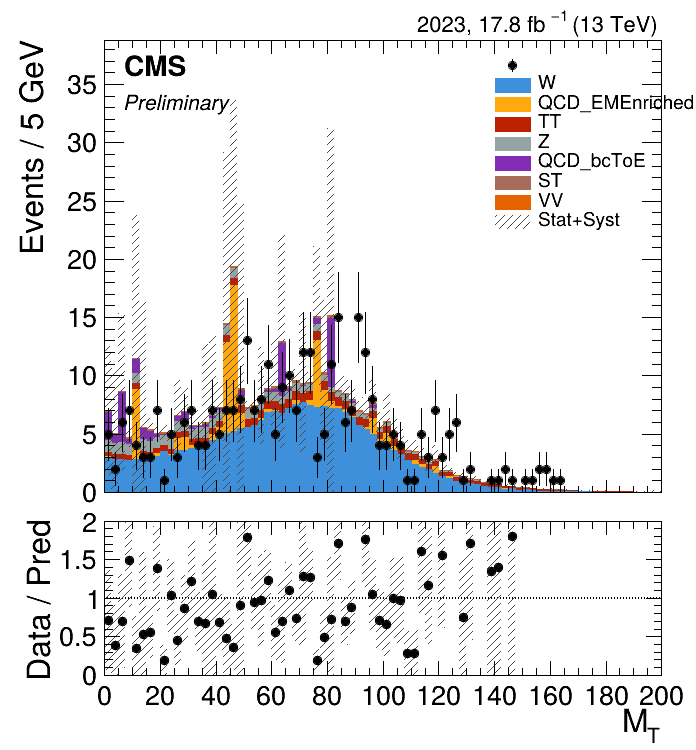 2023, 17.8 fb⁻¹ (13 TeV)
Events / 5 GeV
CMS
Preliminary
W
QCD_EMEnriched
TT
Z
QCD_bcToE
ST
VV
Stat+Syst
35
30
25
20
15
10
5
0
Data / Pred
2
1.5
1
0.5
0
0 20 40 60 80 100 120 140 160 180 200
M_T